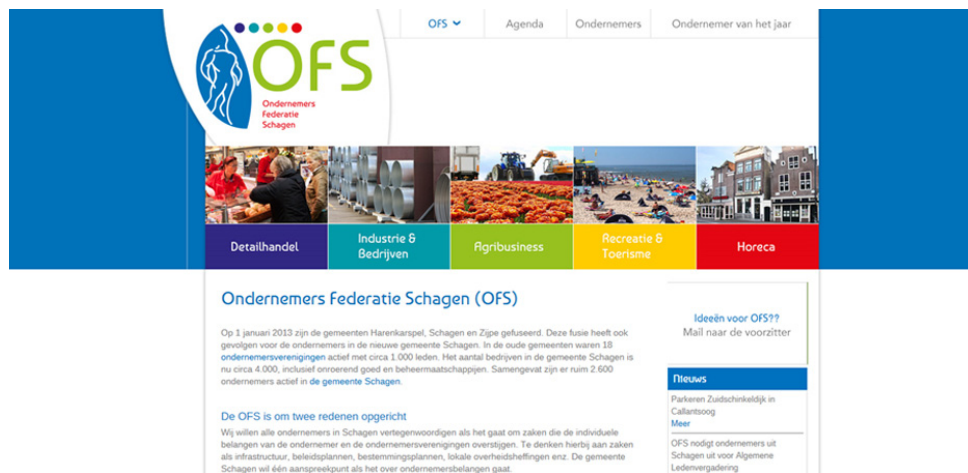 OFS
Agenda
Ondernemers
Ondernemer van het jaar
OFS
Ondernemers
Federatie
Schagen
Detailhandel
Industrie &
Bedrijven
Agribusiness
Recreatie &
Toerisme
Horeca
Ondernemers Federatie Schagen (OFS)
Op 1 januari 2013 zijn de gemeenten Harenkarspel, Schagen en Zijpe gefuseerd. Deze fusie heeft ook
gevolgen voor de ondernemers in de nieuwe gemeente Schagen. In de oude gemeenten waren 18
ondernemersverenigingen actief met circa 1.000 leden. Het aantal bedrijven in de gemeente Schagen is
nu circa 4.000, inclusief onroerend goed en beheermaatschappijen. Samengevat zijn er ruim 2.600
ondernemers actief in de gemeente Schagen.
De OFS is om twee redenen opgericht
Wij willen alle ondernemers in Schagen vertegenwoordigen als het gaat om zaken die de individuele
belangen van de ondernemer en de ondernemersverenigingen overstijgen. Te denken hierbij aan zaken
als infrastructuur, beleidsplannen, bestemmingsplannen, lokale overheidsheffingen enz. De gemeente
Schagen wil één aanspreekpunt als het over ondernemersbelangen gaat.
Ideeën voor OFS??
Mail naar de voorzitter
Nieuws
Parkeren Zuidschinkeldijk in
Callantsoog
Meer
OFS nodigt ondernemers uit
Schagen uit voor Algemene
Ledenvergadering